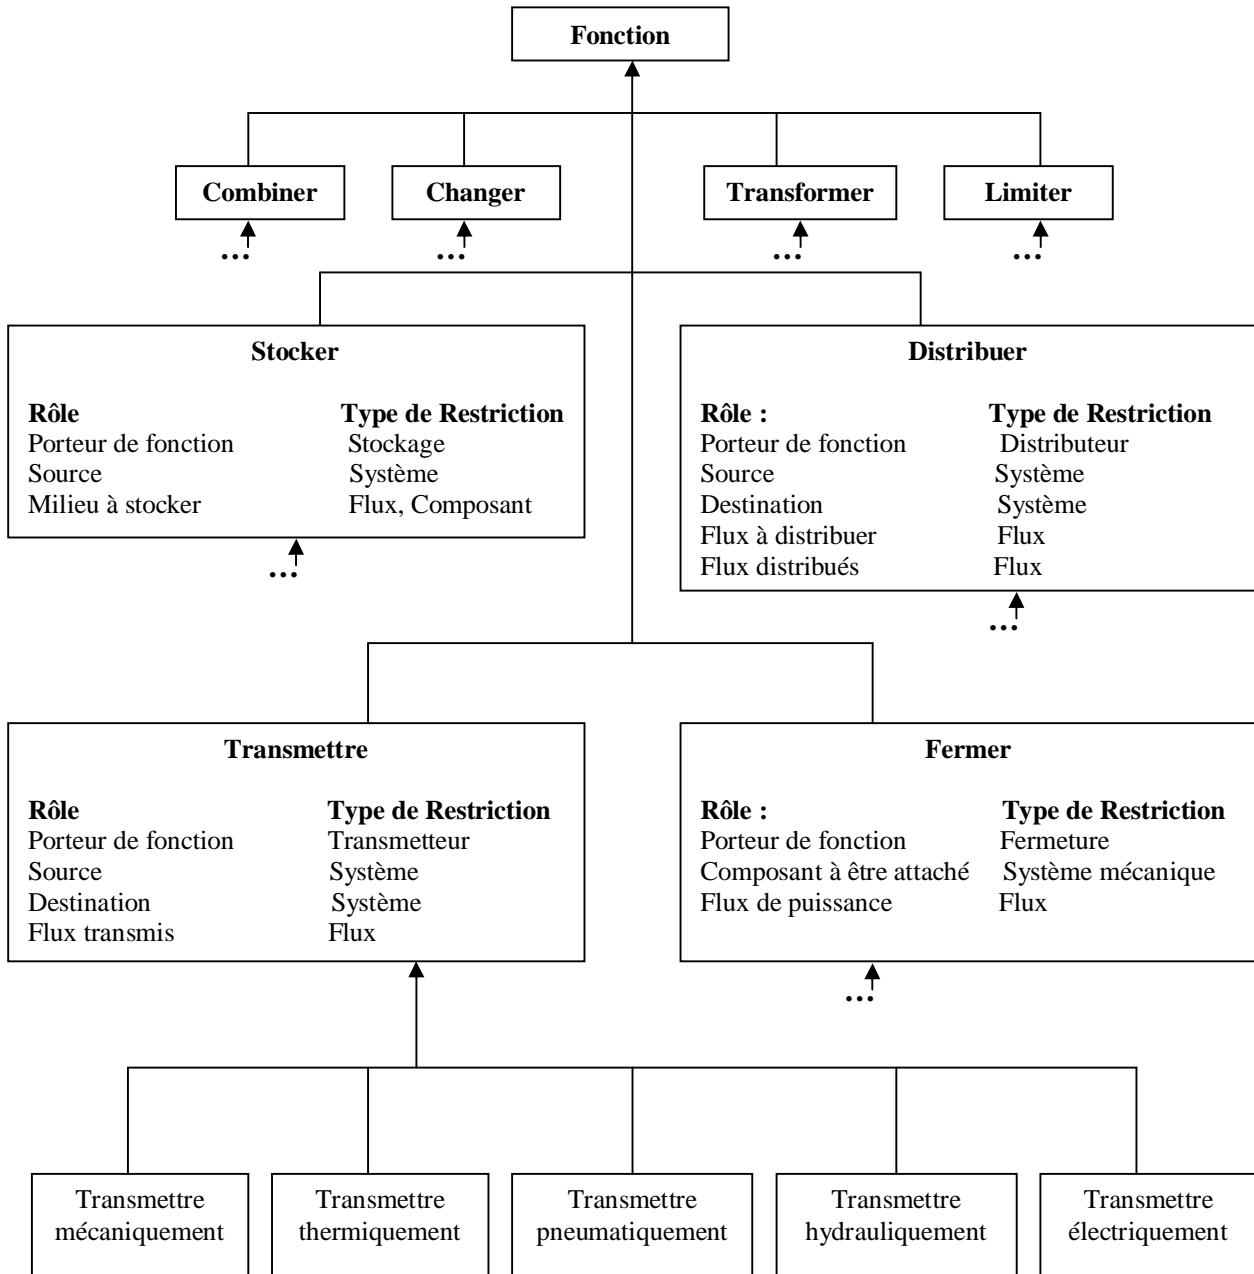 Fonction
Combiner
Changer
Transformer
Limiter
...
...
...
...
Stocker
Rôle Type de Restriction
Porteur de fonction Stockage
Source Système
Milieu à stocker Flux, Composant
...
Distribuer
Rôle : Type de Restriction
Porteur de fonction Distributeur
Source Système
Destination Système
Flux à distribuer Flux
Flux distribués Flux
...
Transmettre
Rôle Type de Restriction
Porteur de fonction Transmetteur
Source Système
Destination Système
Flux transmis Flux
Fermer
Rôle : Type de Restriction
Porteur de fonction Fermeture
Composant à être attaché Système mécanique
Flux de puissance Flux
...
Transmettre
mécaniquement
Transmettre
thermiquement
Transmettre
pneumatiquement
Transmettre
hydrauliquement
Transmettre
électriquement